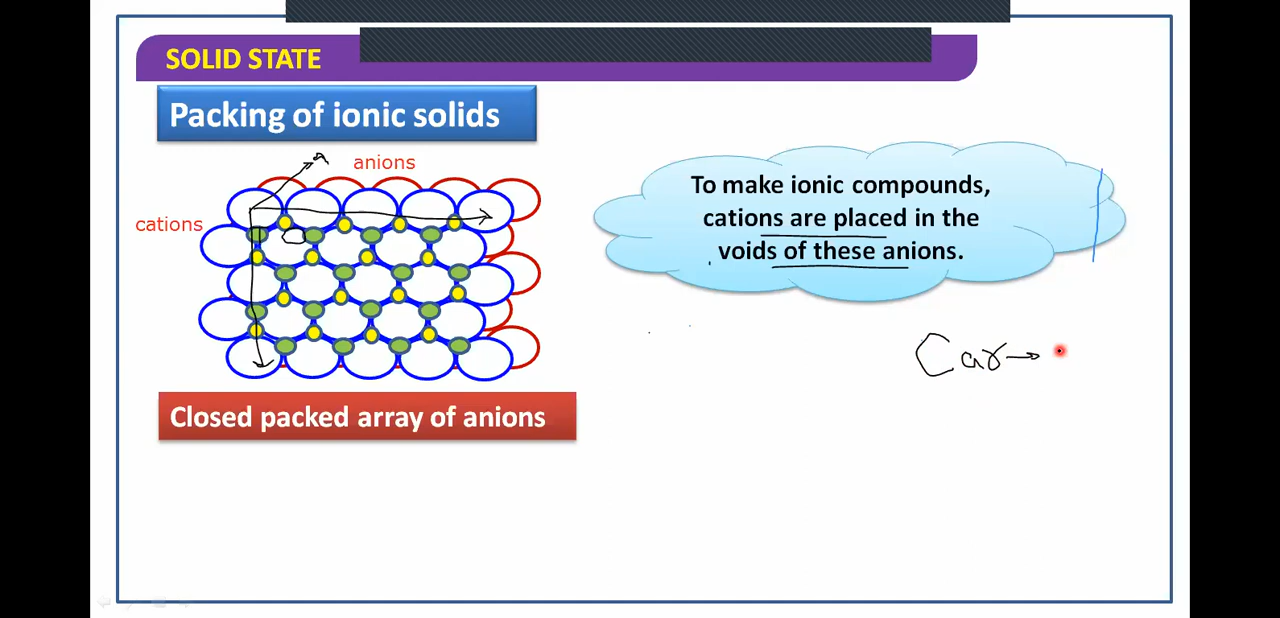 SOLID STATE
Packing of ionic solids
anions
cations
To make ionic compounds,
cations are placed in the
voids of these anions.
Closed packed array of anions